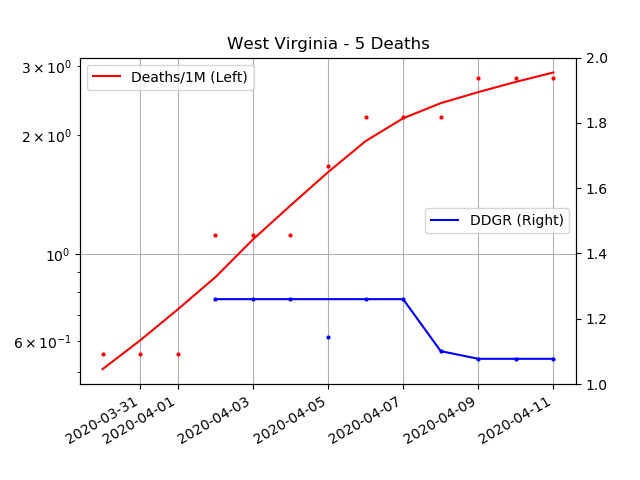 West Virginia - 5 Deaths
3 × 10⁰
2 × 10⁰
10⁰
6 × 10⁻¹
Deaths/1M (Left)
DDGR (Right)
2.0
1.8
1.6
1.4
1.2
1.0
2020-03-31
2020-04-01
2020-04-03
2020-04-05
2020-04-07
2020-04-09
2020-04-11